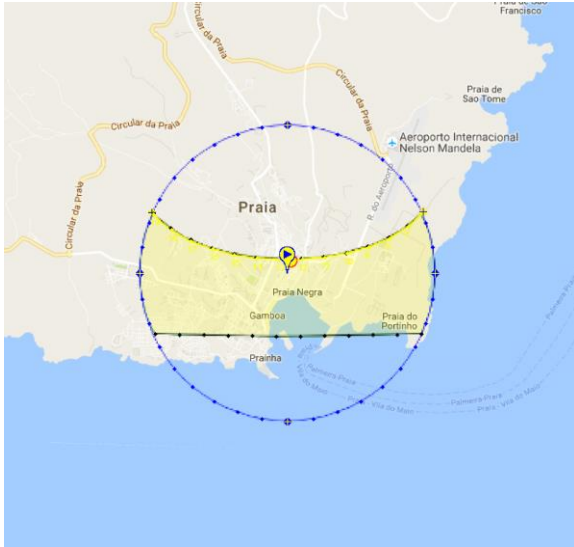 Praia de São
Francisco
Circular da Praia
Circular da Praia
Praia de
Sao Tome
Circular da Praia
Aeroporto Internacional
Nelson Mandela
Praia
R. do Aeroporto
Circular da Praia
Praia Negra
Gamboa
Praia do
Portinho
Prainha
Palmeira-Praia
Palmeira-Praia
Praia - Vila do Maio
Praia - Vila do Maio